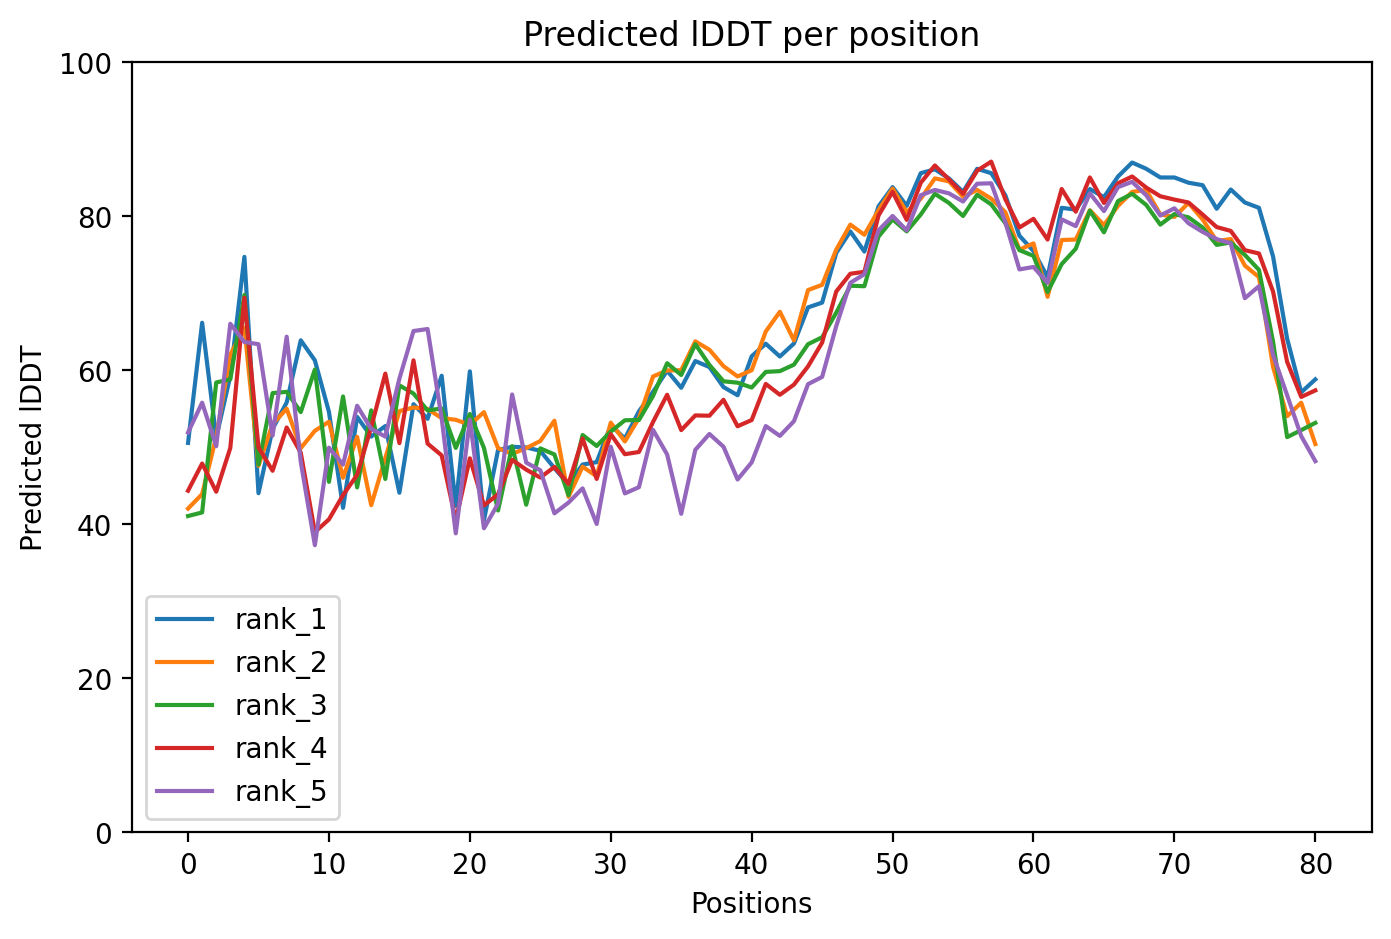 Predicted lDDT per position
100
80
60
40
20
0
Predicted lDDT
rank_1
rank_2
rank_3
rank_4
rank_5
0 10 20 30 40 50 60 70 80
Positions